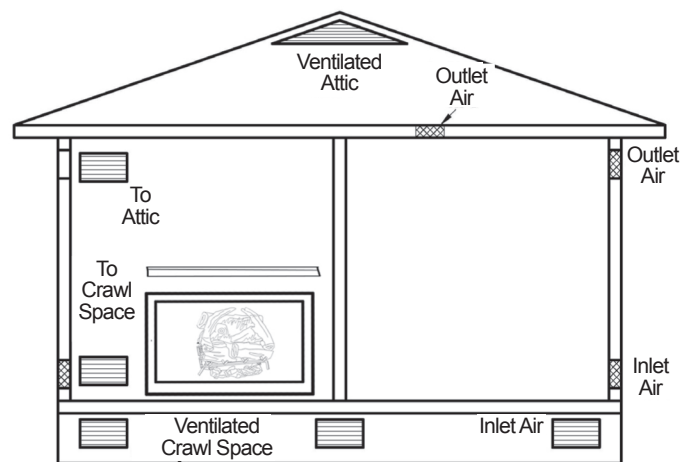 Ventilated
Attic
Outlet
Air
Outlet
Air
To
Attic
To
Crawl
Space
Inlet
Air
Ventilated
Crawl Space
Inlet Air